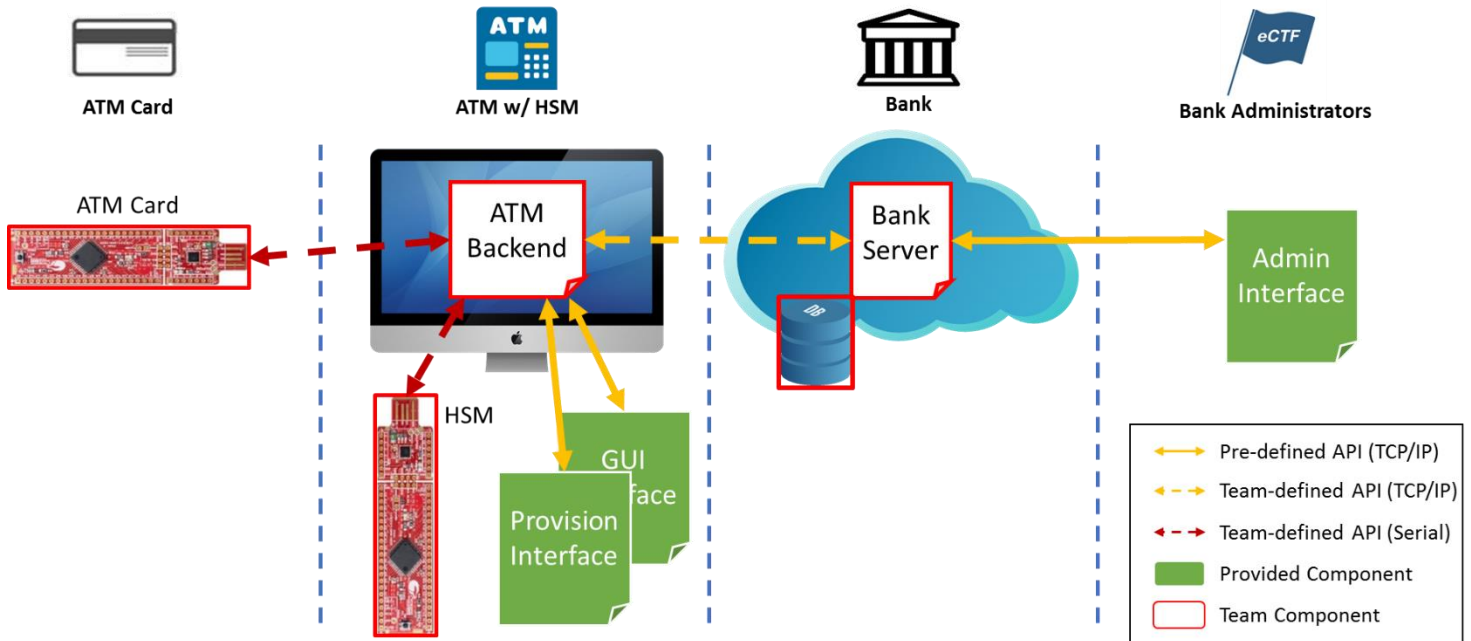 ATM
eCTF
ATM Card
ATM w/ HSM
Bank
Bank Administrators
ATM Card
ATM
Backend
Bank
Server
Admin
Interface
DB
HSM
GUI
face
Provision
Interface
Pre-defined API (TCP/IP)
Team-defined API (TCP/IP)
Team-defined API (Serial)
Provided Component
Team Component